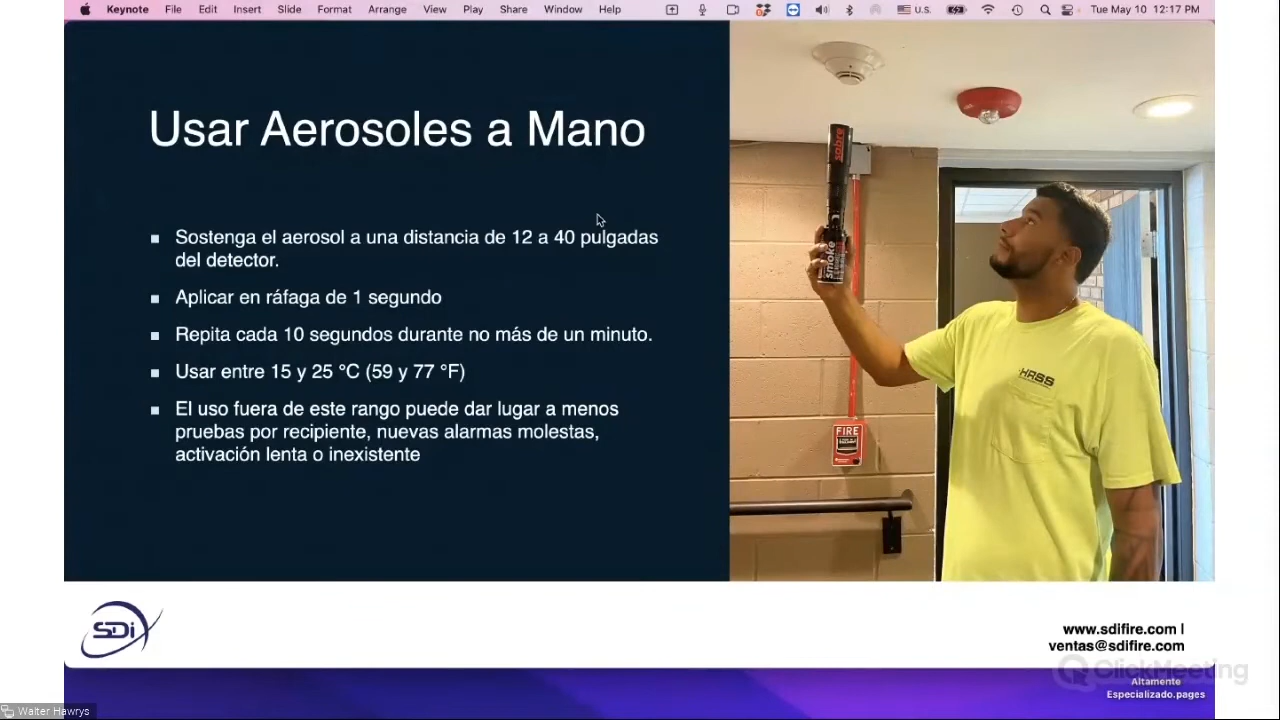 Keynote File Edit Insert Slide Format Arrange View Play Share Window Help U.S. Tue May 10 12:17 PM
Usar Aerosoles a Mano
Sostenga el aerosol a una distancia de 12 a 40 pulgadas
del detector.
Aplicar en ráfaga de 1 segundo
Repita cada 10 segundos durante no más de un minuto.
Usar entre 15 y 25 °C (59 y 77 °F)
El uso fuera de este rango puede dar lugar a menos
pruebas por recipiente, nuevas alarmas molestas,
activación lenta o inexistente
sabre
smoke
HRSS
FIRE
SDi
www.sdifire.com |
ventas@sdifire.com
ClickMeeting
Altamente
Especializado.pages
Walter Hawrys